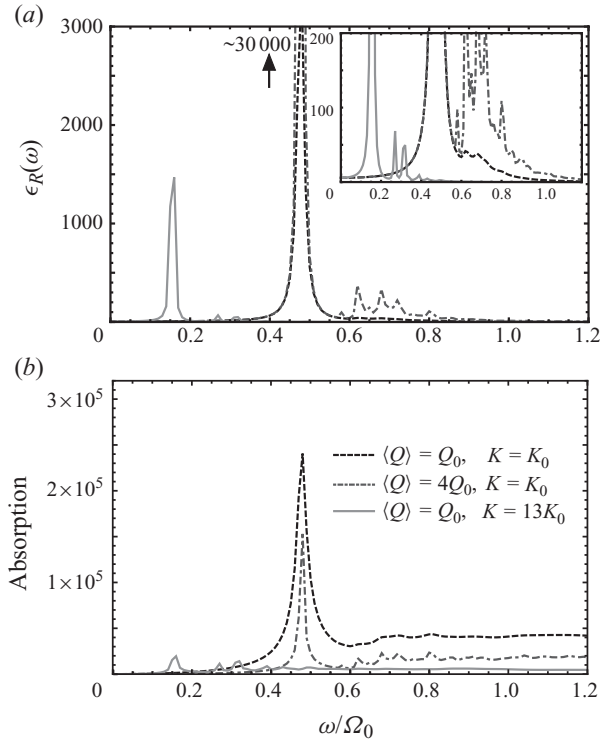 (a)
3000
2000
1000
ϵ_R(ω)
~30 000
200
100
0
0.2 0.4 0.6 0.8 1.0
0 0.2 0.4 0.6 0.8 1.0 1.2
(b)
3×10⁵
2×10⁵
1×10⁵
Absorption
⟨Q⟩ = Q₀, K = K₀
⟨Q⟩ = 4Q₀, K = K₀
⟨Q⟩ = Q₀, K = 13K₀
0 0.2 0.4 0.6 0.8 1.0 1.2
ω/Ω₀